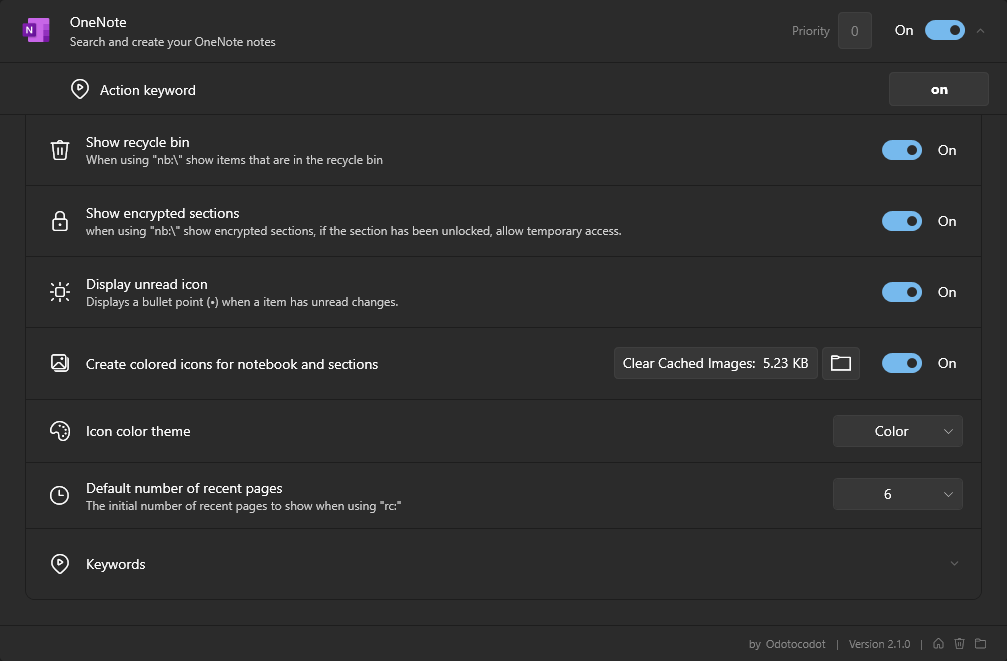 OneNote
Search and create your OneNote notes
Priority 0 On
Action keyword on
Show recycle bin
When using "nb:\" show items that are in the recycle bin
On
Show encrypted sections
when using "nb:\" show encrypted sections, if the section has been unlocked, allow temporary access.
On
Display unread icon
Displays a bullet point (•) when a item has unread changes.
On
Create colored icons for notebook and sections Clear Cached Images: 5.23 KB On
Icon color theme Color
Default number of recent pages
The initial number of recent pages to show when using "rc:"
6
Keywords
by Odotocodot | Version 2.1.0 |